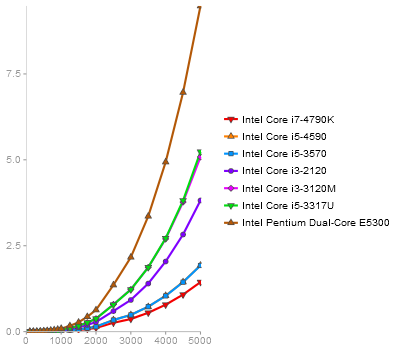 7.5
5.0
2.5
0.0
0 1000 2000 3000 4000 5000
Intel Core i7-4790K
Intel Core i5-4590
Intel Core i5-3570
Intel Core i3-2120
Intel Core i3-3120M
Intel Core i5-3317U
Intel Pentium Dual-Core E5300